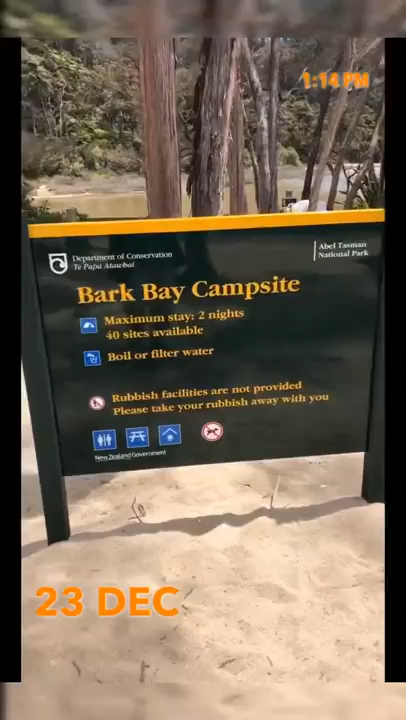 1:14 PM
Department of Conservation
Te Papa Atawhai
Abel Tasman
National Park
Bark Bay Campsite
Maximum stay: 2 nights
40 sites available
Boil or filter water
Rubbish facilities are not provided
Please take your rubbish away with you
New Zealand Government
23 DEC